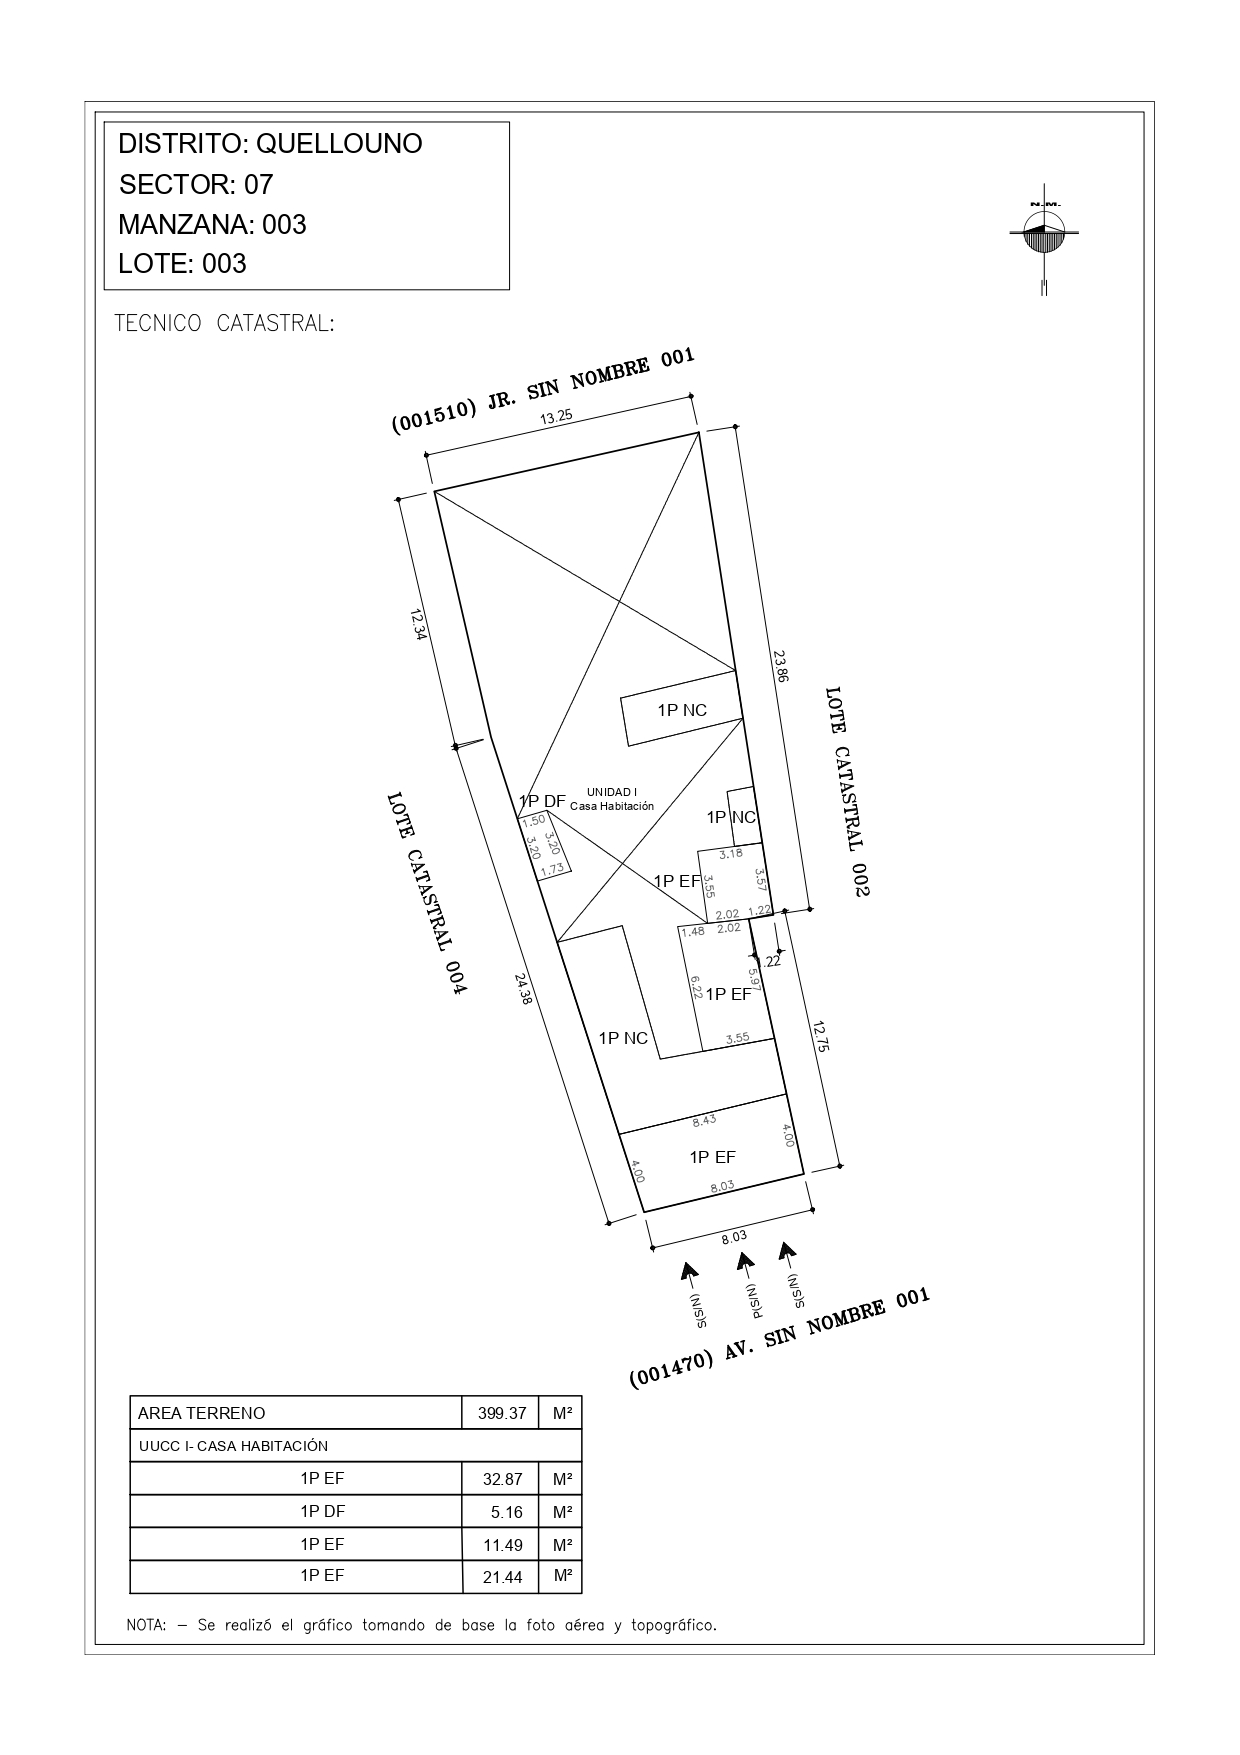 DISTRITO: QUELLOUNO
SECTOR: 07
MANZANA: 003
LOTE: 003
N.M.
TECNICO CATASTRAL:
(001510) JR. SIN NOMBRE 001
13.25
12.34
23.86
LOTE CATASTRAL 002
1P NC
UNIDAD I
Casa Habitación
1P DF
1.50
3.20
3.20
1.73
1P NC
3.18
1P EF
3.55
3.57
2.02
1.22
1.48
2.02
1.22
LOTE CATASTRAL 004
24.38
6.22
5.97
1P EF
12.75
1P NC
3.55
8.43
4.00
4.00
1P EF
8.03
8.03
S(S/N)
P(S/N)
S(S/N)
(001470) AV. SIN NOMBRE 001
AREA TERRENO 399.37 M²
UUCC I- CASA HABITACIÓN
1P EF 32.87 M²
1P DF 5.16 M²
1P EF 11.49 M²
1P EF 21.44 M²
NOTA: – Se realizó el gráfico tomando de base la foto aérea y topográfico.